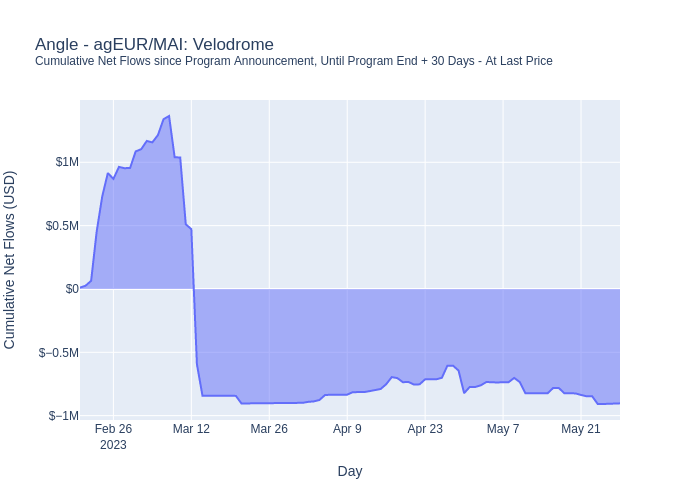 Angle - agEUR/MAI: Velodrome
Cumulative Net Flows since Program Announcement, Until Program End + 30 Days - At Last Price
Cumulative Net Flows (USD)
$1M
$0.5M
$0
$−0.5M
$−1M
Feb 26
2023
Mar 12
Mar 26
Apr 9
Apr 23
May 7
May 21
Day